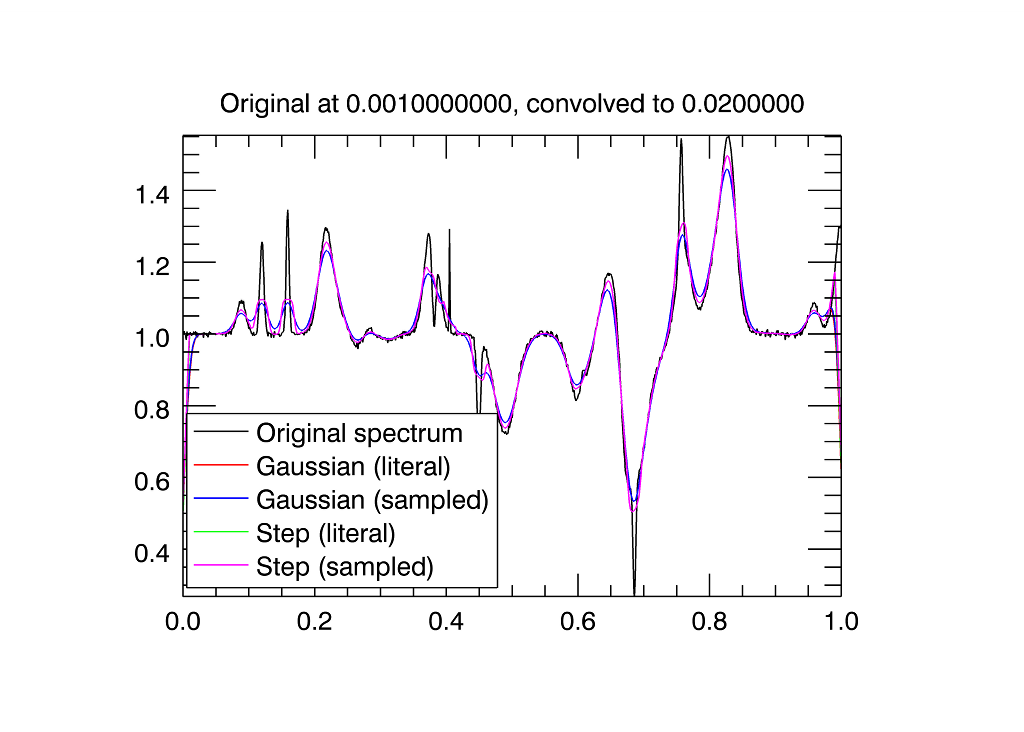 Original at 0.0010000000, convolved to 0.0200000
1.4
1.2
1.0
0.8
0.6
0.4
Original spectrum
Gaussian (literal)
Gaussian (sampled)
Step (literal)
Step (sampled)
0.0 0.2 0.4 0.6 0.8 1.0